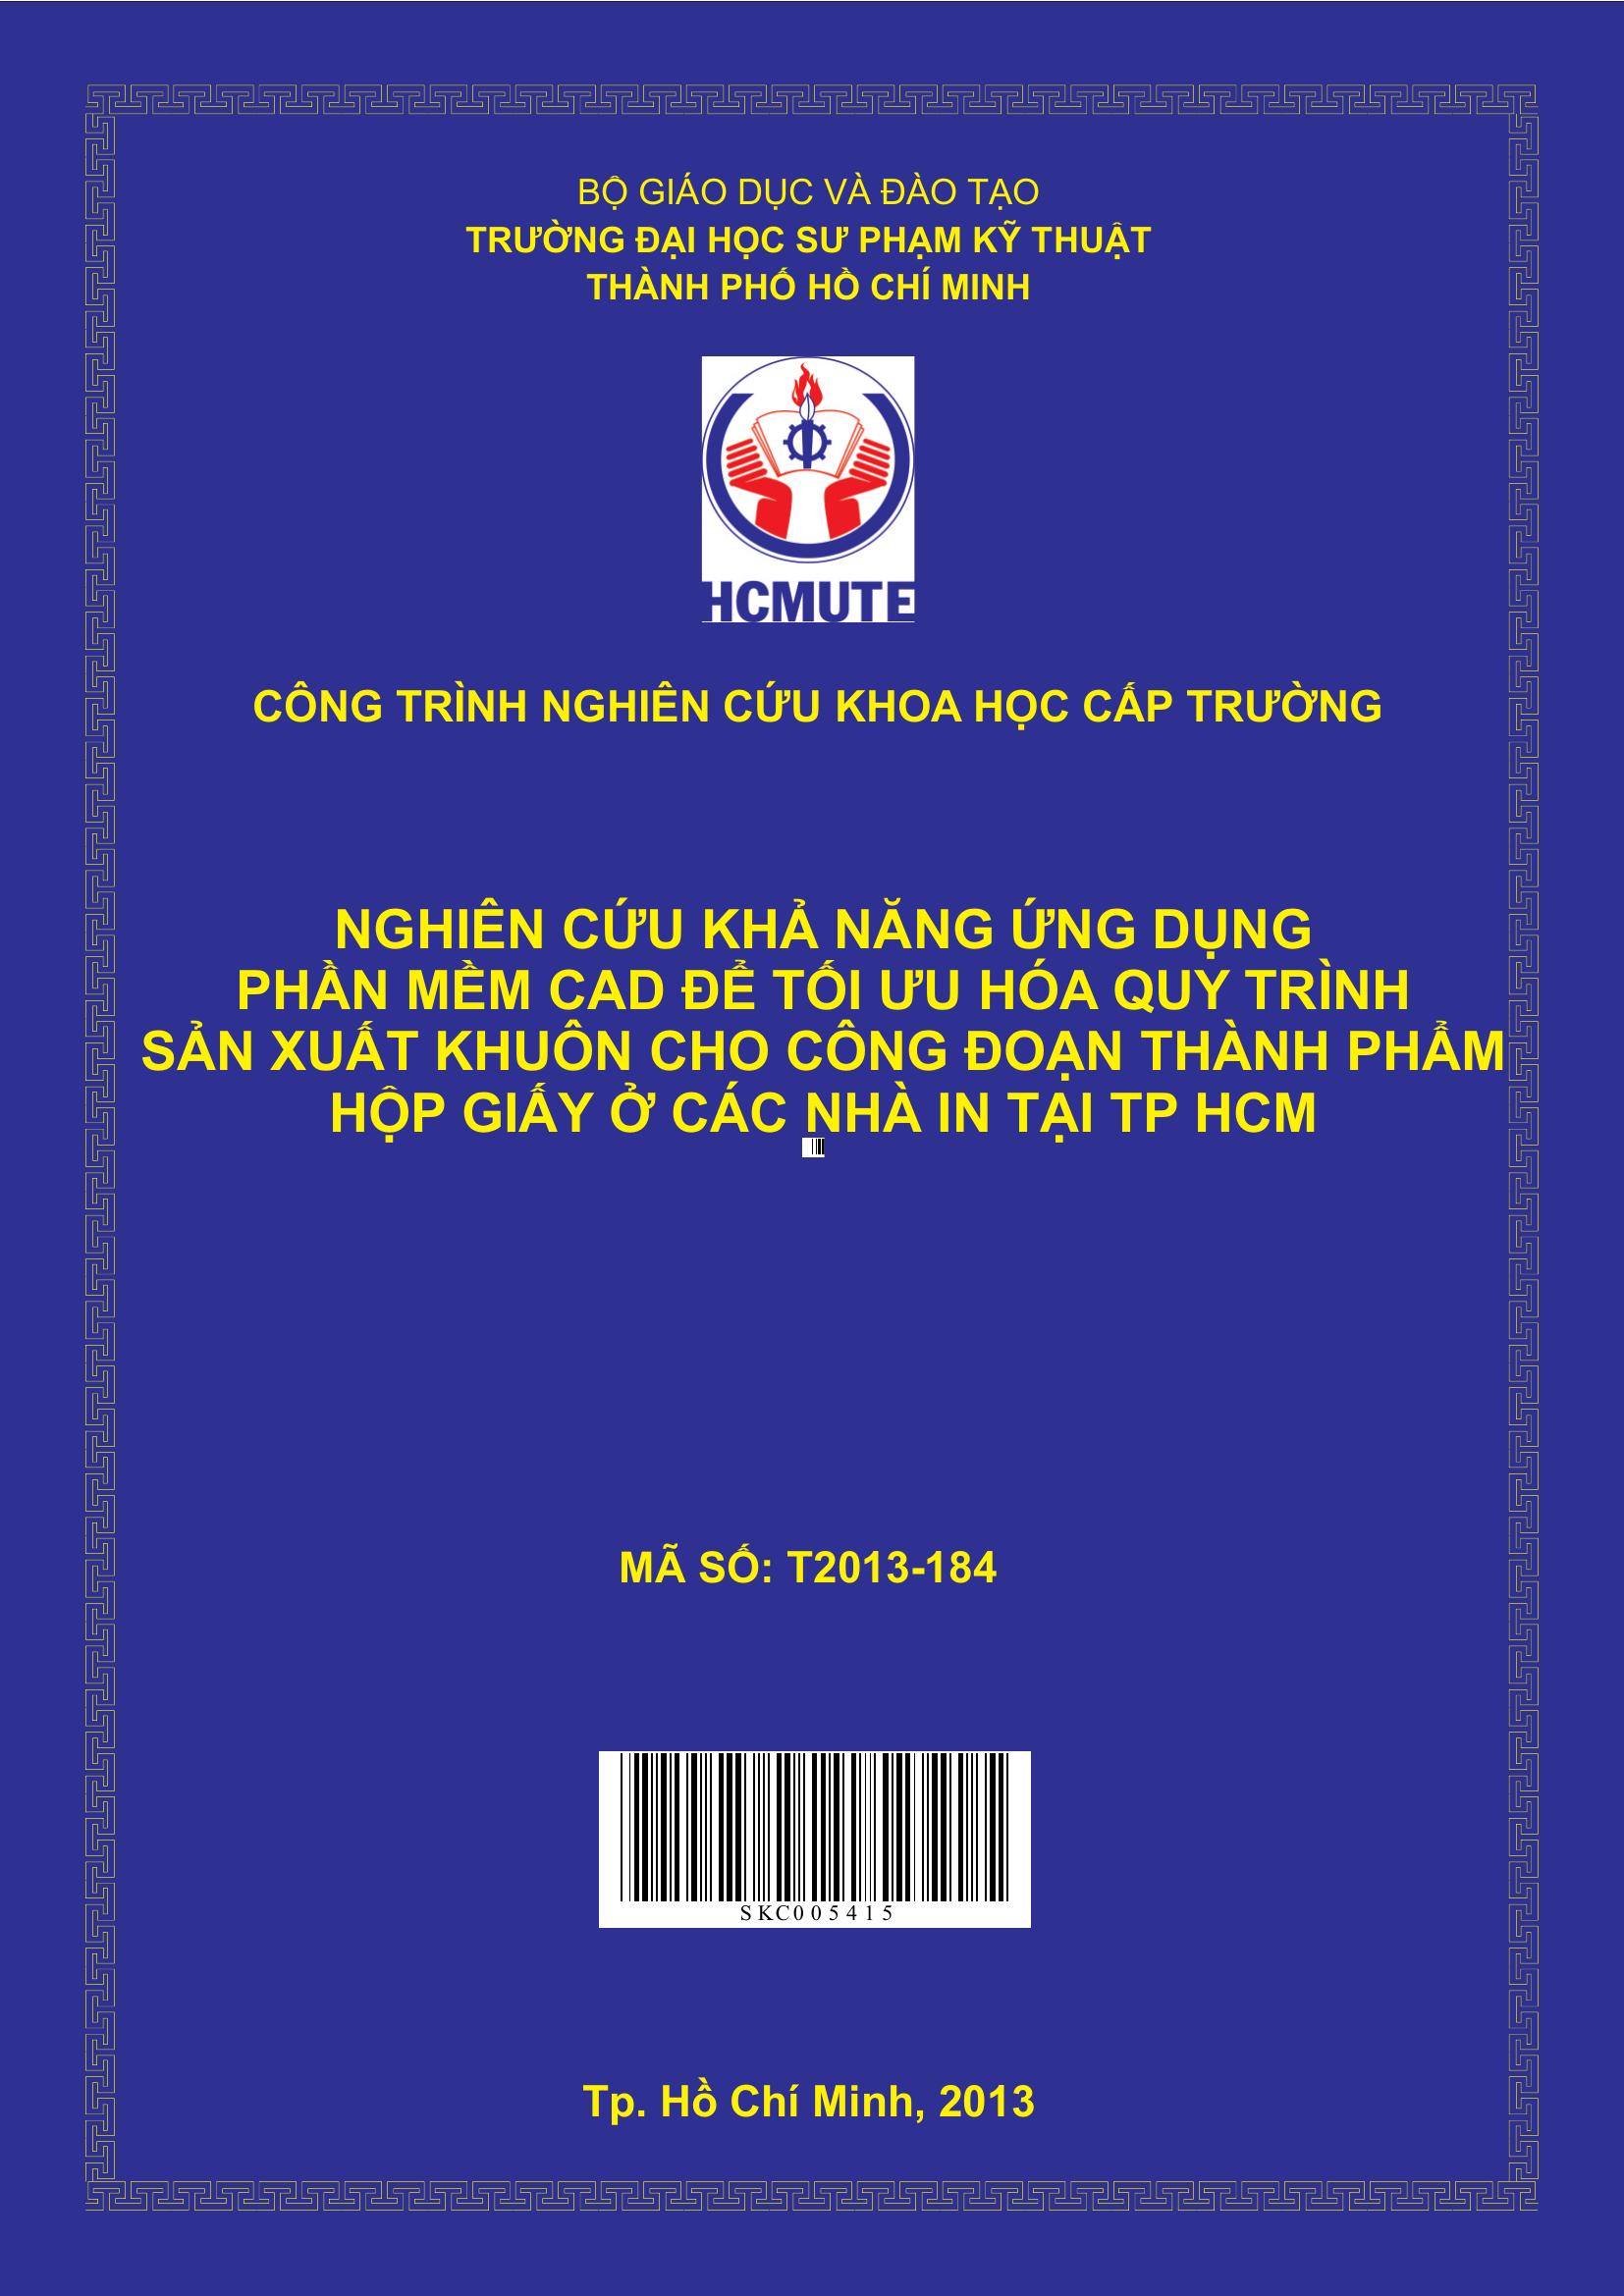 BỘ GIÁO DỤC VÀ ĐÀO TẠO
TRƯỜNG ĐẠI HỌC SƯ PHẠM KỸ THUẬT
THÀNH PHỐ HỒ CHÍ MINH
HCMUTE
CÔNG TRÌNH NGHIÊN CỨU KHOA HỌC CẤP TRƯỜNG
NGHIÊN CỨU KHẢ NĂNG ỨNG DỤNG
PHẦN MỀM CAD ĐỂ TỐI ƯU HÓA QUY TRÌNH
SẢN XUẤT KHUÔN CHO CÔNG ĐOẠN THÀNH PHẨM
HỘP GIẤY Ở CÁC NHÀ IN TẠI TP HCM
MÃ SỐ: T2013-184
SKC005415
Tp. Hồ Chí Minh, 2013